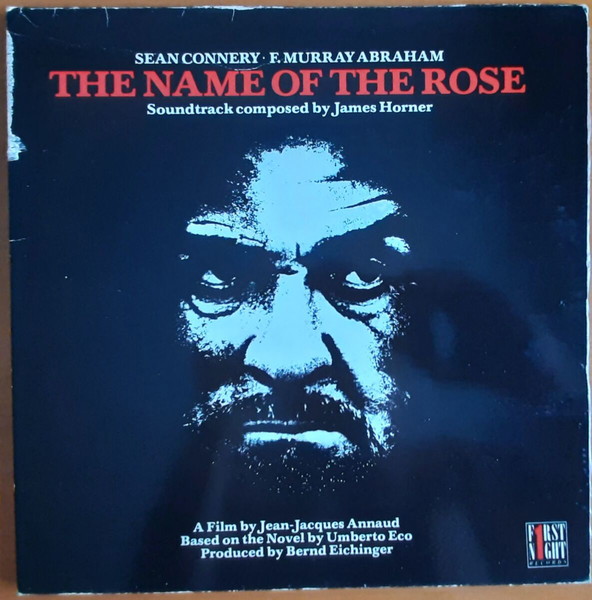 SEAN CONNERY · F. MURRAY ABRAHAM
THE NAME OF THE ROSE
Soundtrack composed by James Horner
A Film by Jean-Jacques Annaud
Based on the Novel by Umberto Eco
Produced by Bernd Eichinger
F1RST
N1GHT
RECORDS